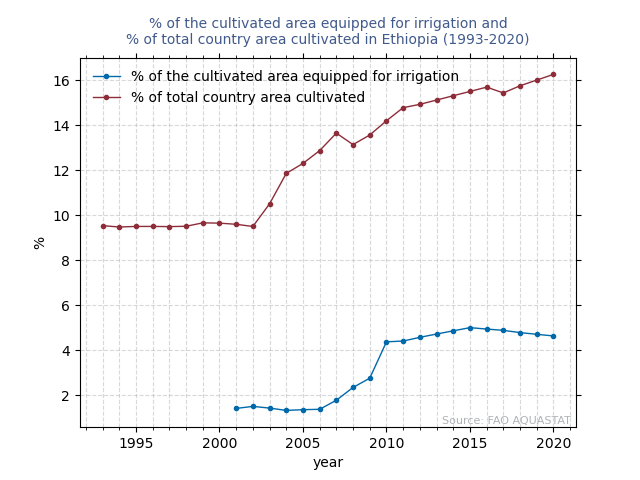 % of the cultivated area equipped for irrigation and
% of total country area cultivated in Ethiopia (1993-2020)
% of the cultivated area equipped for irrigation
% of total country area cultivated
16
14
12
10
8
6
4
2
%
Source: FAO AQUASTAT
1995 2000 2005 2010 2015 2020
year